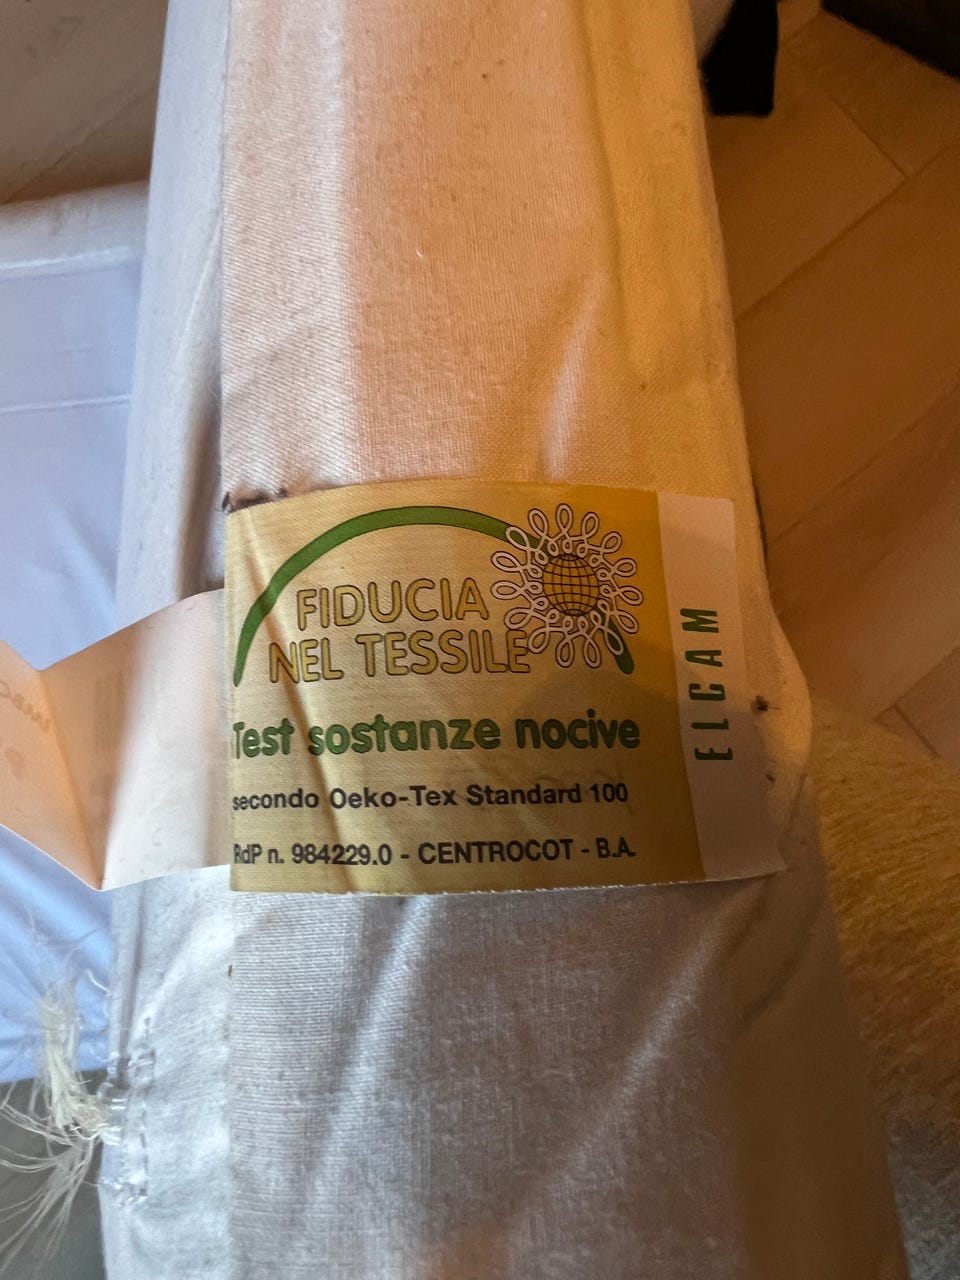 FIDUCIA
NEL TESSILE
Test sostanze nocive
secondo Oeko-Tex Standard 100
RdP n. 984229.0 - CENTROCOT - B.A.
ELCAM